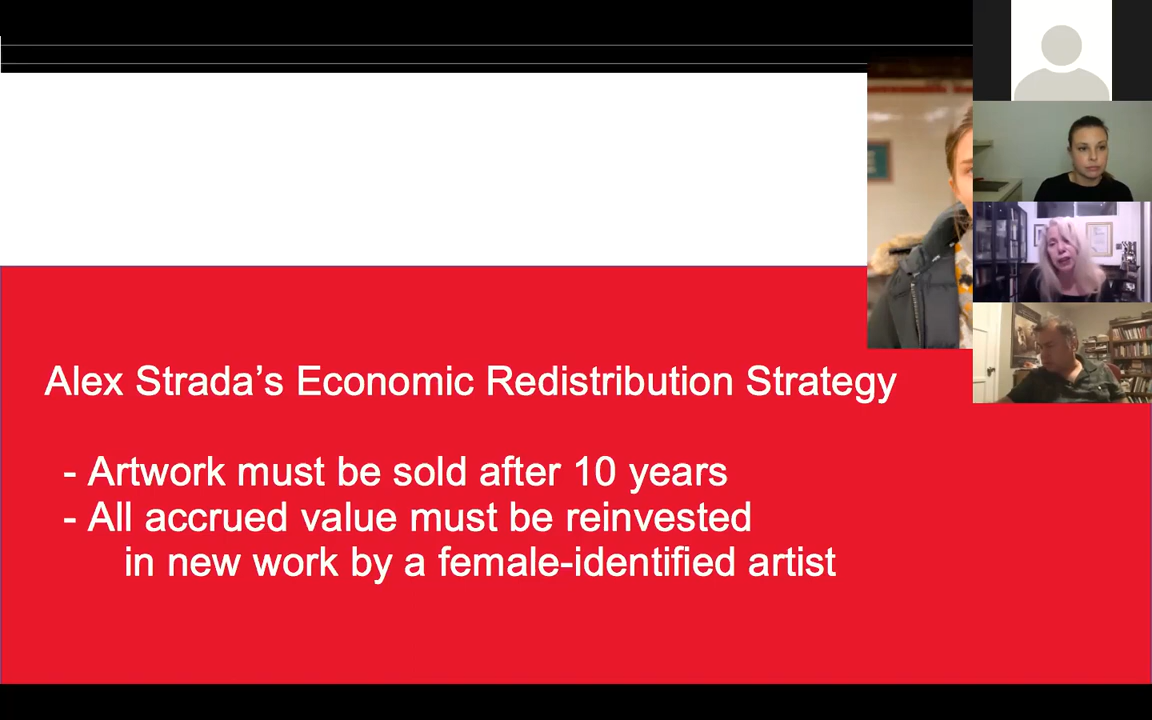 Alex Strada’s Economic Redistribution Strategy
- Artwork must be sold after 10 years
- All accrued value must be reinvested
in new work by a female-identified artist